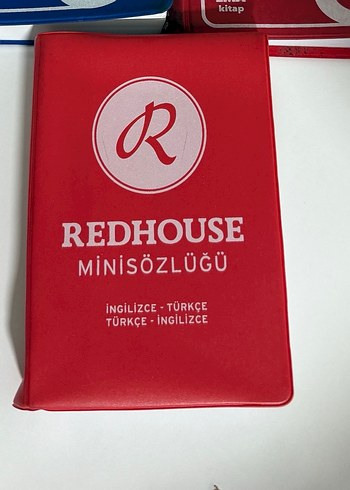 kitap
R
REDHOUSE
MİNİSÖZLÜĞÜ
İNGİLİZCE - TÜRKÇE
TÜRKÇE - İNGİLİZCE